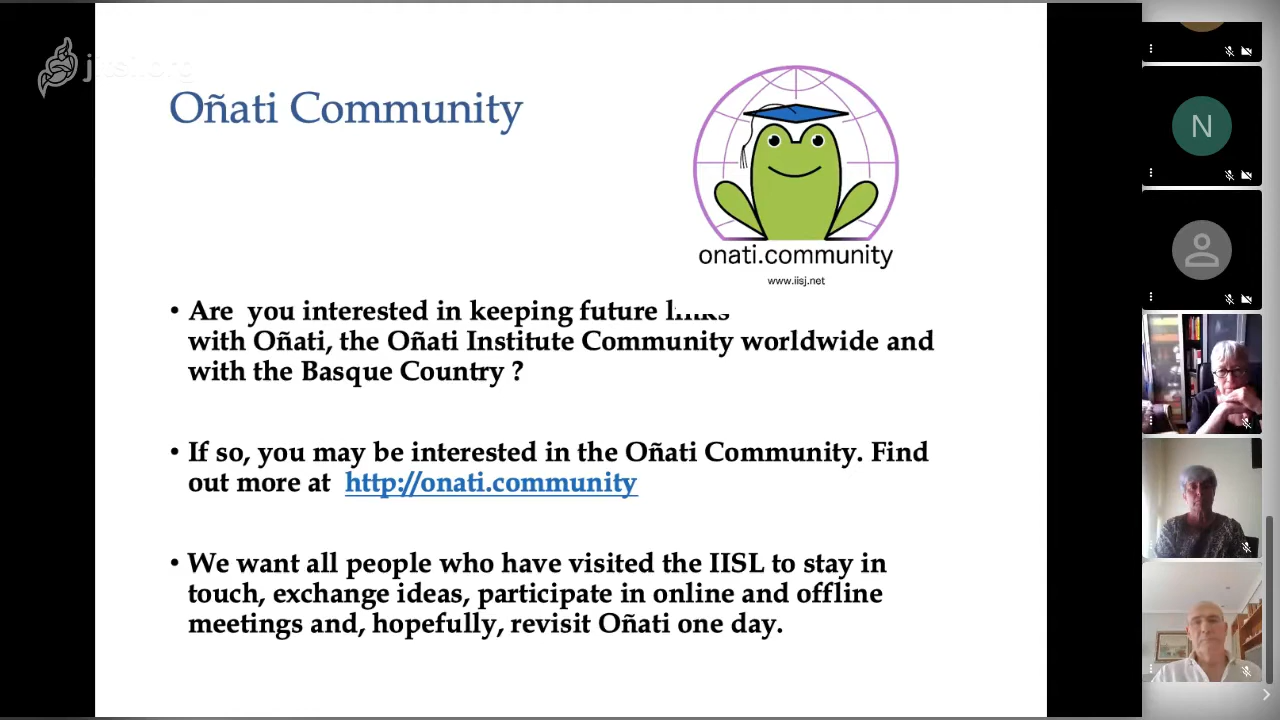 jitsi.org
Oñati Community
onati.community
www.iisj.net
• Are you interested in keeping future links
with Oñati, the Oñati Institute Community worldwide and
with the Basque Country ?
• If so, you may be interested in the Oñati Community. Find
out more at http://onati.community
• We want all people who have visited the IISL to stay in
touch, exchange ideas, participate in online and offline
meetings and, hopefully, revisit Oñati one day.
N